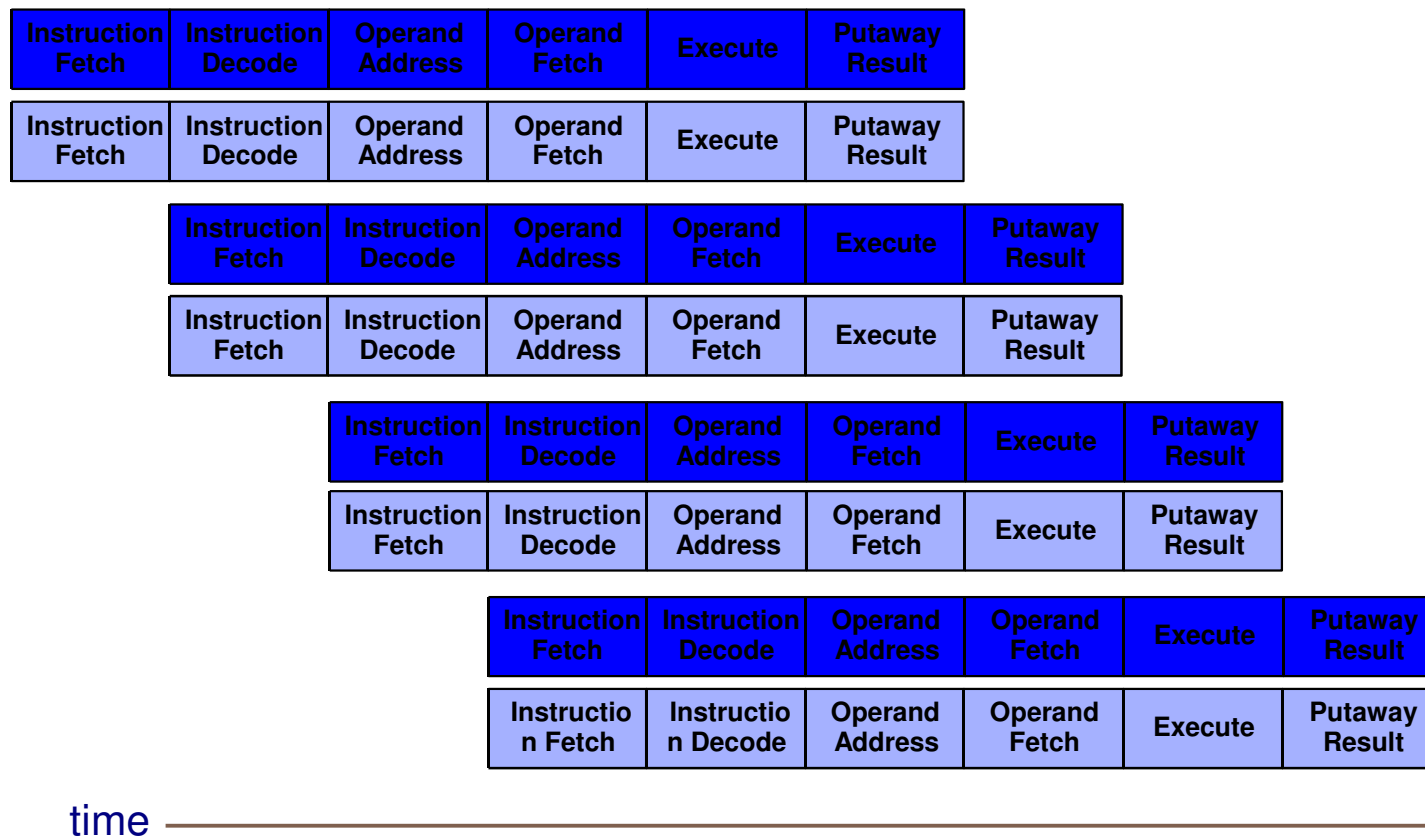 Instruction Instruction Operand Operand Execute Putaway
Fetch Decode Address Fetch Result
Instruction Instruction Operand Operand Execute Putaway
Fetch Decode Address Fetch Result
Instruction Instruction Operand Operand Execute Putaway
Fetch Decode Address Fetch Result
Instruction Instruction Operand Operand Execute Putaway
Fetch Decode Address Fetch Result
Instruction Instruction Operand Operand Execute Putaway
Fetch Decode Address Fetch Result
Instruction Instruction Operand Operand Execute Putaway
Fetch Decode Address Fetch Result
Instruction Instruction Operand Operand Execute Putaway
Fetch Decode Address Fetch Result
Instructio Instructio Operand Operand Execute Putaway
n Fetch n Decode Address Fetch Result
time